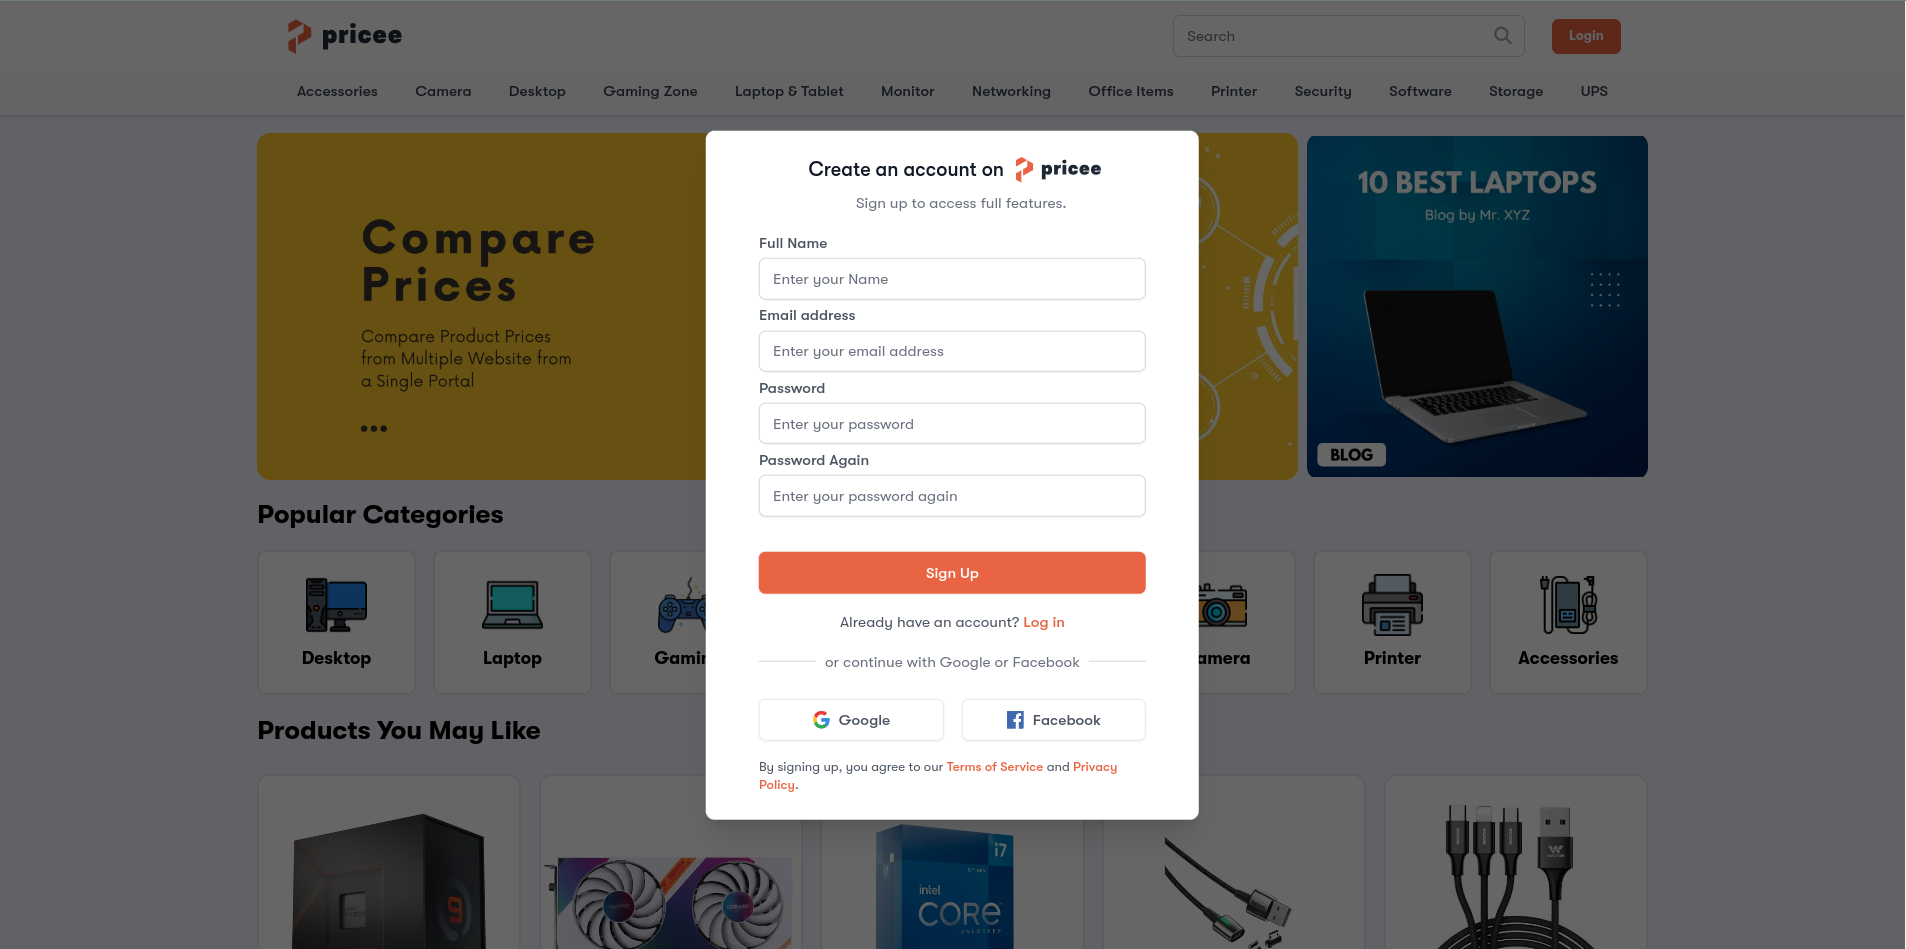 pricee
Search
Login
Accessories Camera Desktop Gaming Zone Laptop & Tablet Monitor Networking Office Items Printer Security Software Storage UPS
Compare
Prices
Compare Product Prices
from Multiple Website from
a Single Portal
10 BEST LAPTOPS
Blog by Mr. XYZ
BLOG
Create an account on pricee
Sign up to access full features.
Full Name
Enter your Name
Email address
Enter your email address
Password
Enter your password
Password Again
Enter your password again
Sign Up
Already have an account? Log in
or continue with Google or Facebook
Google
Facebook
By signing up, you agree to our Terms of Service and Privacy
Policy.
Popular Categories
Desktop
Laptop
Printer
Accessories
Products You May Like
AMD
RYZEN
9
i7
intel
CORE
UNLOCKED